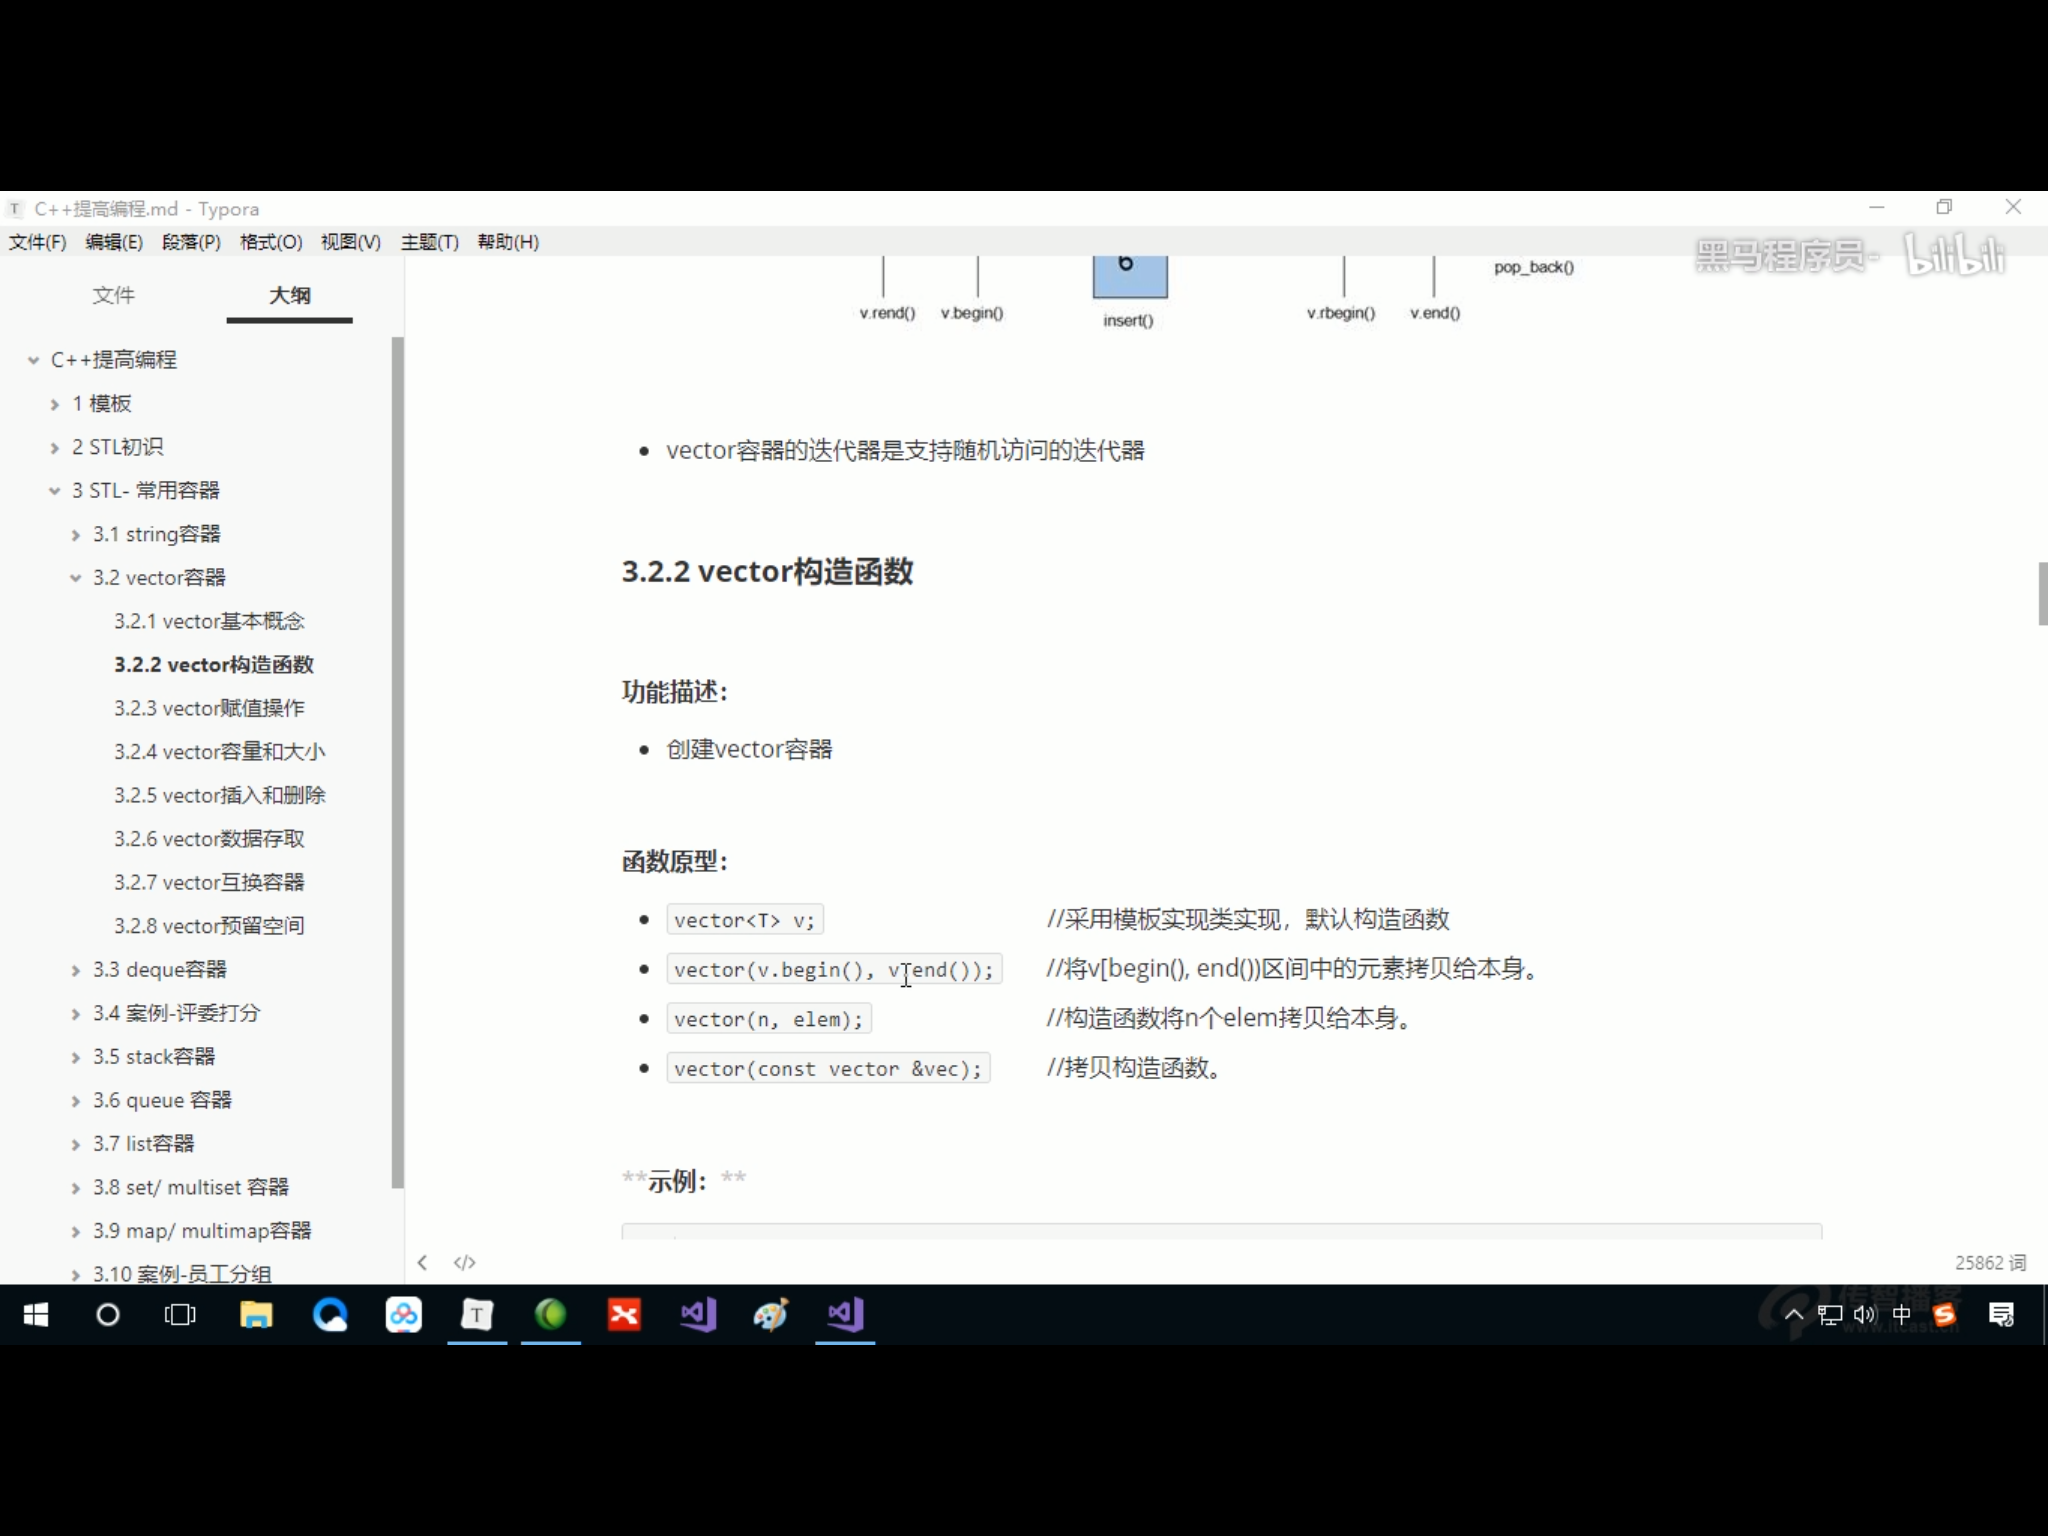 C++提高编程.md - Typora
文件(F) 编辑(E) 段落(P) 格式(O) 视图(V) 主题(T) 帮助(H)
黑马程序员- bilibili
文件 大纲
C++提高编程
1 模板
2 STL初识
3 STL- 常用容器
3.1 string容器
3.2 vector容器
3.2.1 vector基本概念
3.2.2 vector构造函数
3.2.3 vector赋值操作
3.2.4 vector容量和大小
3.2.5 vector插入和删除
3.2.6 vector数据存取
3.2.7 vector互换容器
3.2.8 vector预留空间
3.3 deque容器
3.4 案例-评委打分
3.5 stack容器
3.6 queue 容器
3.7 list容器
3.8 set/ multiset 容器
3.9 map/ multimap容器
3.10 案例-员工分组
pop_back()
v.rend() v.begin() insert() v.rbegin() v.end()
vector容器的迭代器是支持随机访问的迭代器
3.2.2 vector构造函数
功能描述：
创建vector容器
函数原型：
vector<T> v; //采用模板实现类实现，默认构造函数
vector(v.begin(), v.end()); //将v[begin(), end())区间中的元素拷贝给本身。
vector(n, elem); //构造函数将n个elem拷贝给本身。
vector(const vector &vec); //拷贝构造函数。
**示例：**
25862 词
中
传智播客
www.itcast.cn